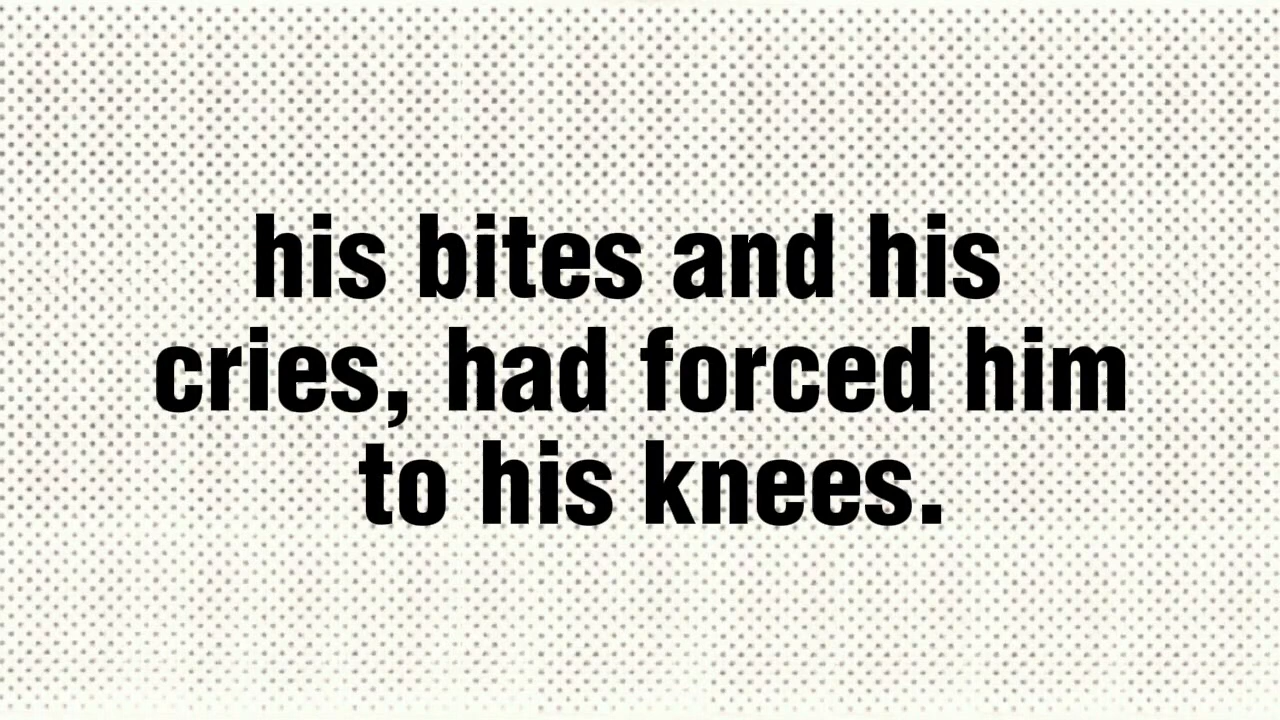 his bites and his
cries, had forced him
to his knees.